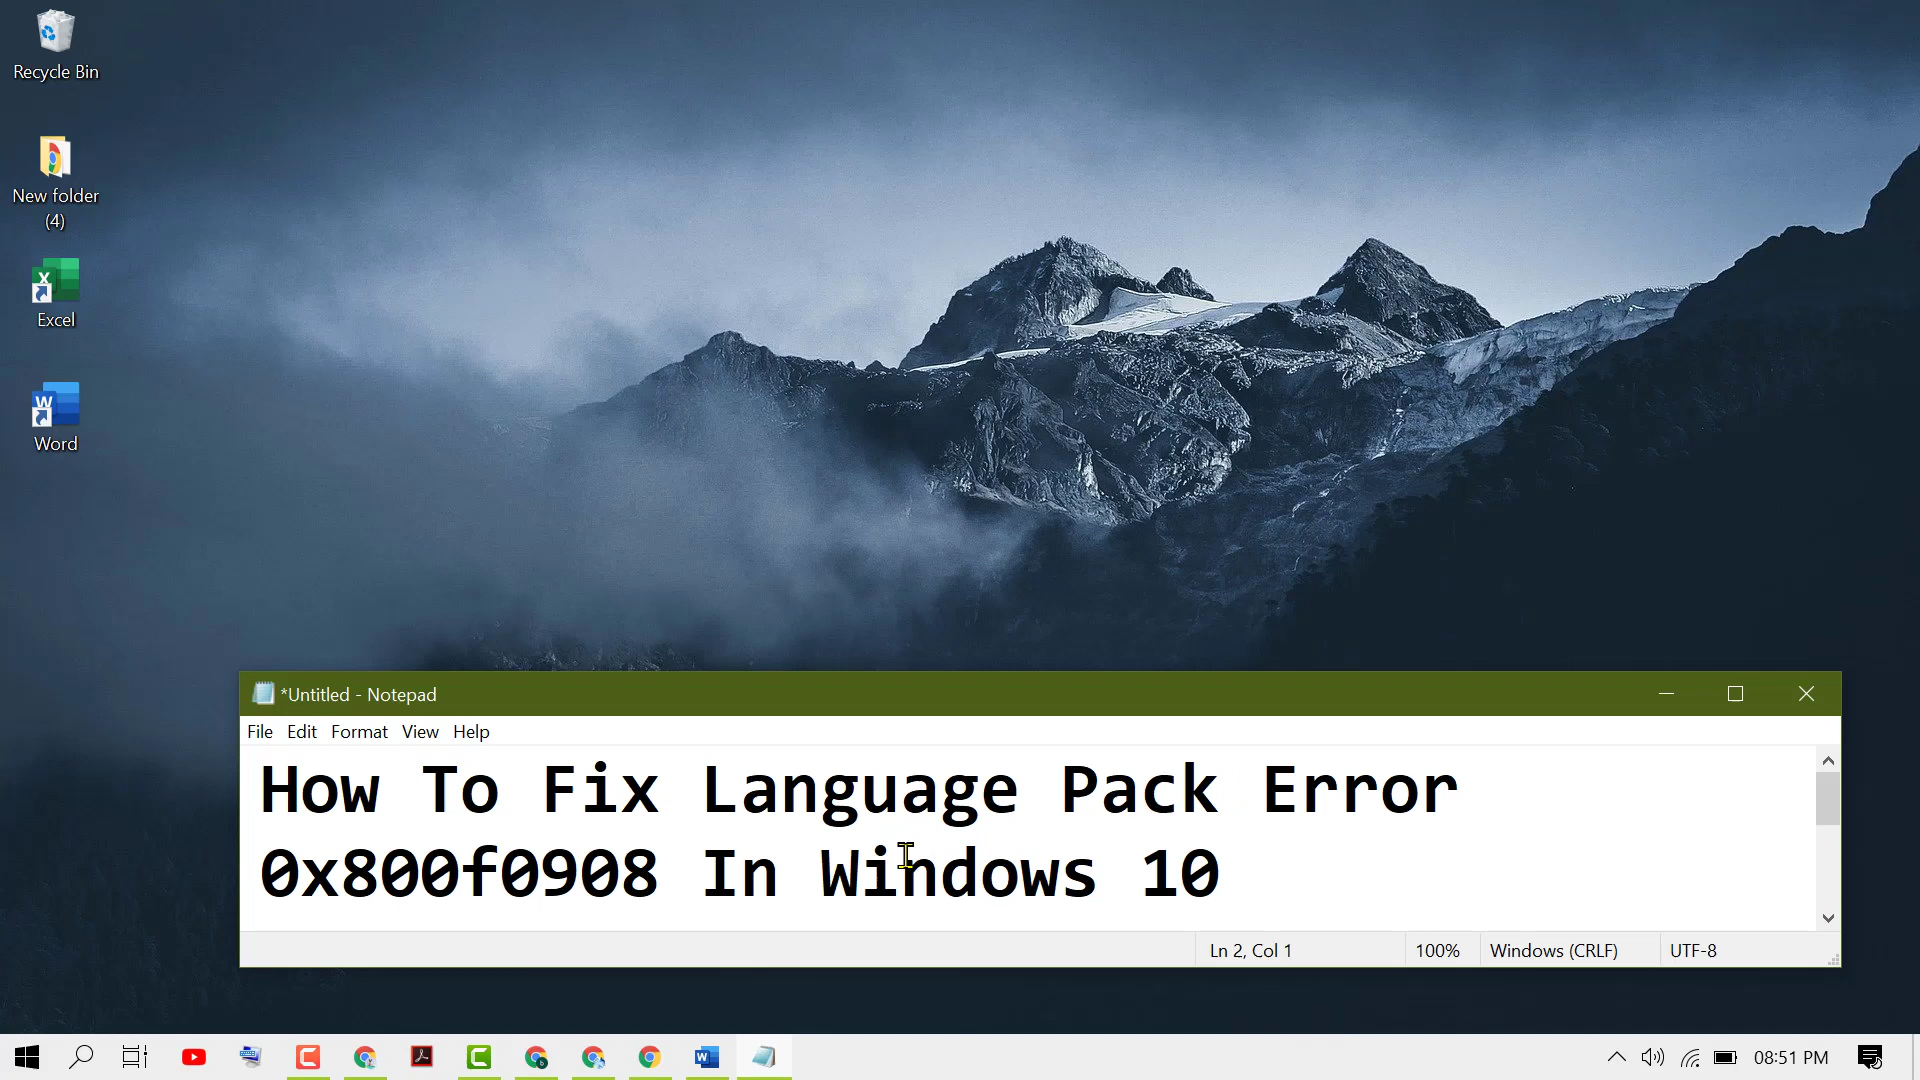 Recycle Bin
New folder
(4)
Excel
Word
*Untitled - Notepad
File Edit Format View Help
How To Fix Language Pack Error
0x800f0908 In Windows 10
Ln 2, Col 1 100% Windows (CRLF) UTF-8
08:51 PM